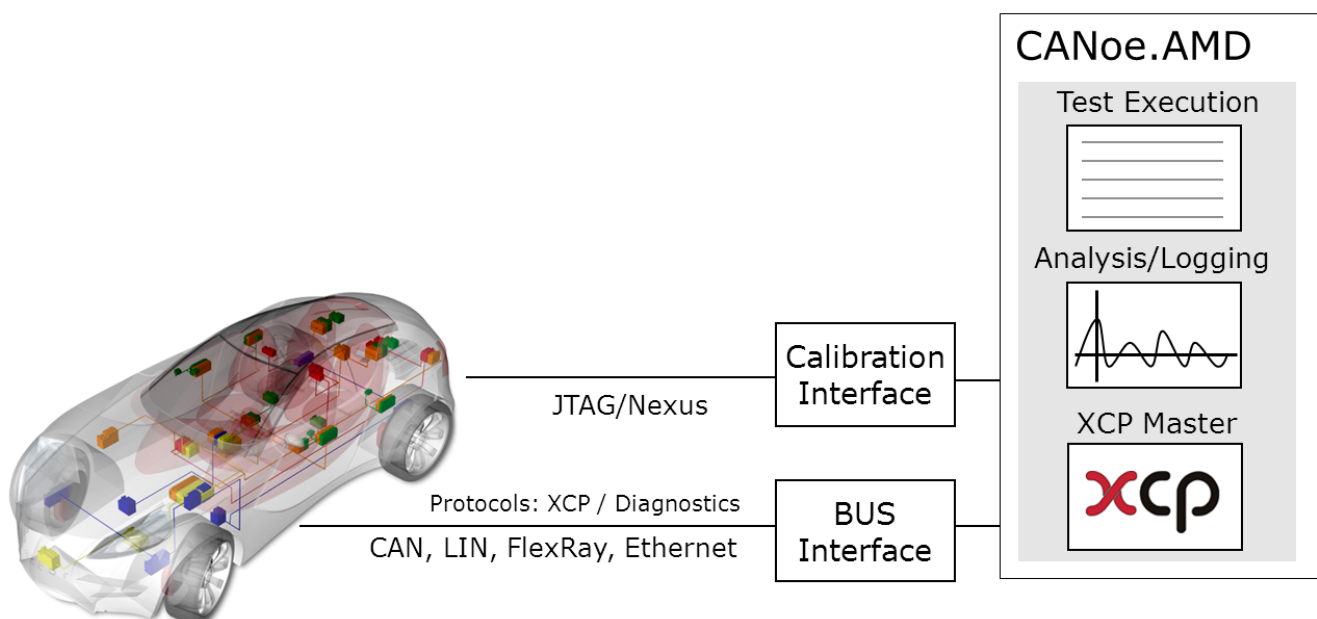 CANoe.AMD
Test Execution
Analysis/Logging
XCP Master
xcp
Calibration
Interface
JTAG/Nexus
Protocols: XCP / Diagnostics
CAN, LIN, FlexRay, Ethernet
BUS
Interface